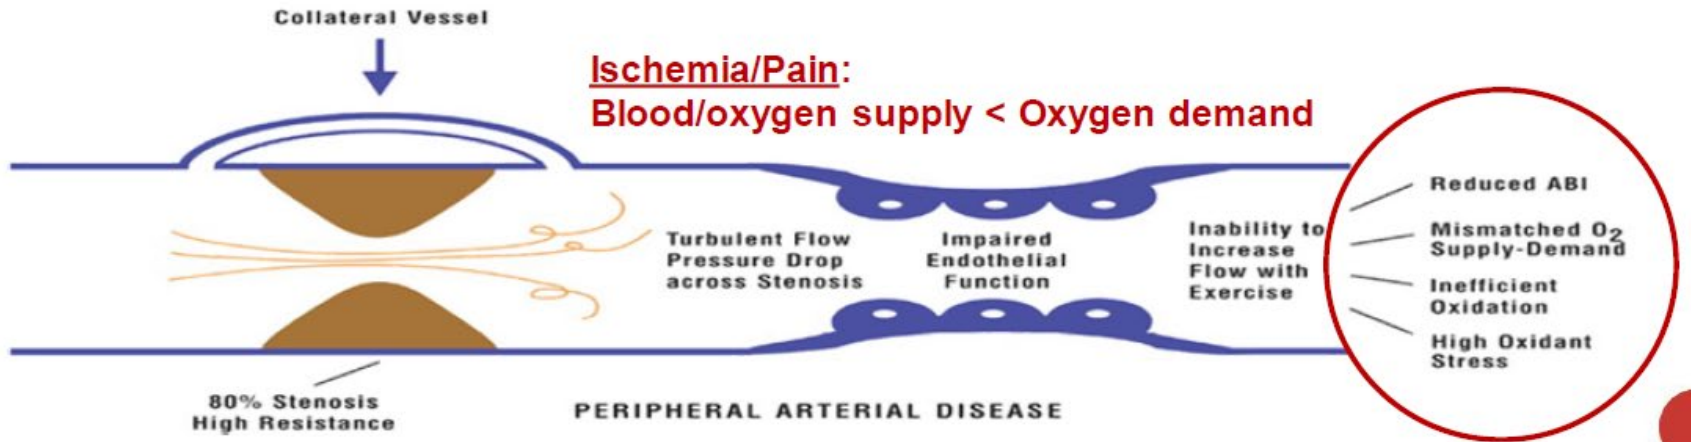 Collateral Vessel
Ischemia/Pain:
Blood/oxygen supply < Oxygen demand
Turbulent Flow
Pressure Drop
across Stenosis
Impaired
Endothelial
Function
Inability to
Increase
Flow with
Exercise
Reduced ABI
Mismatched O₂
Supply-Demand
Inefficient
Oxidation
High Oxidant
Stress
80% Stenosis
High Resistance
PERIPHERAL ARTERIAL DISEASE